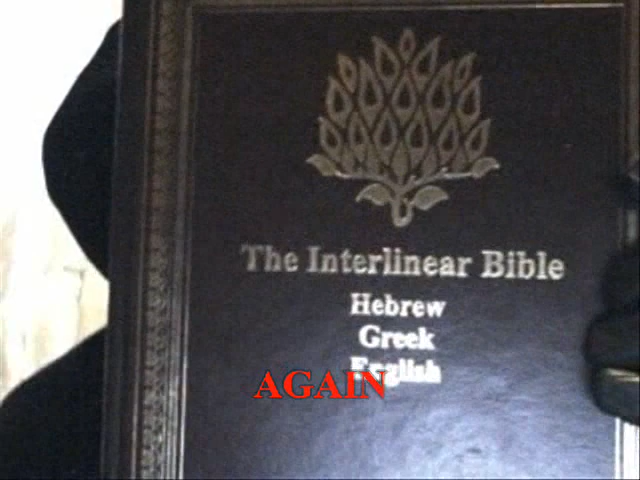 The Interlinear Bible
Hebrew
Greek
English
AGAIN